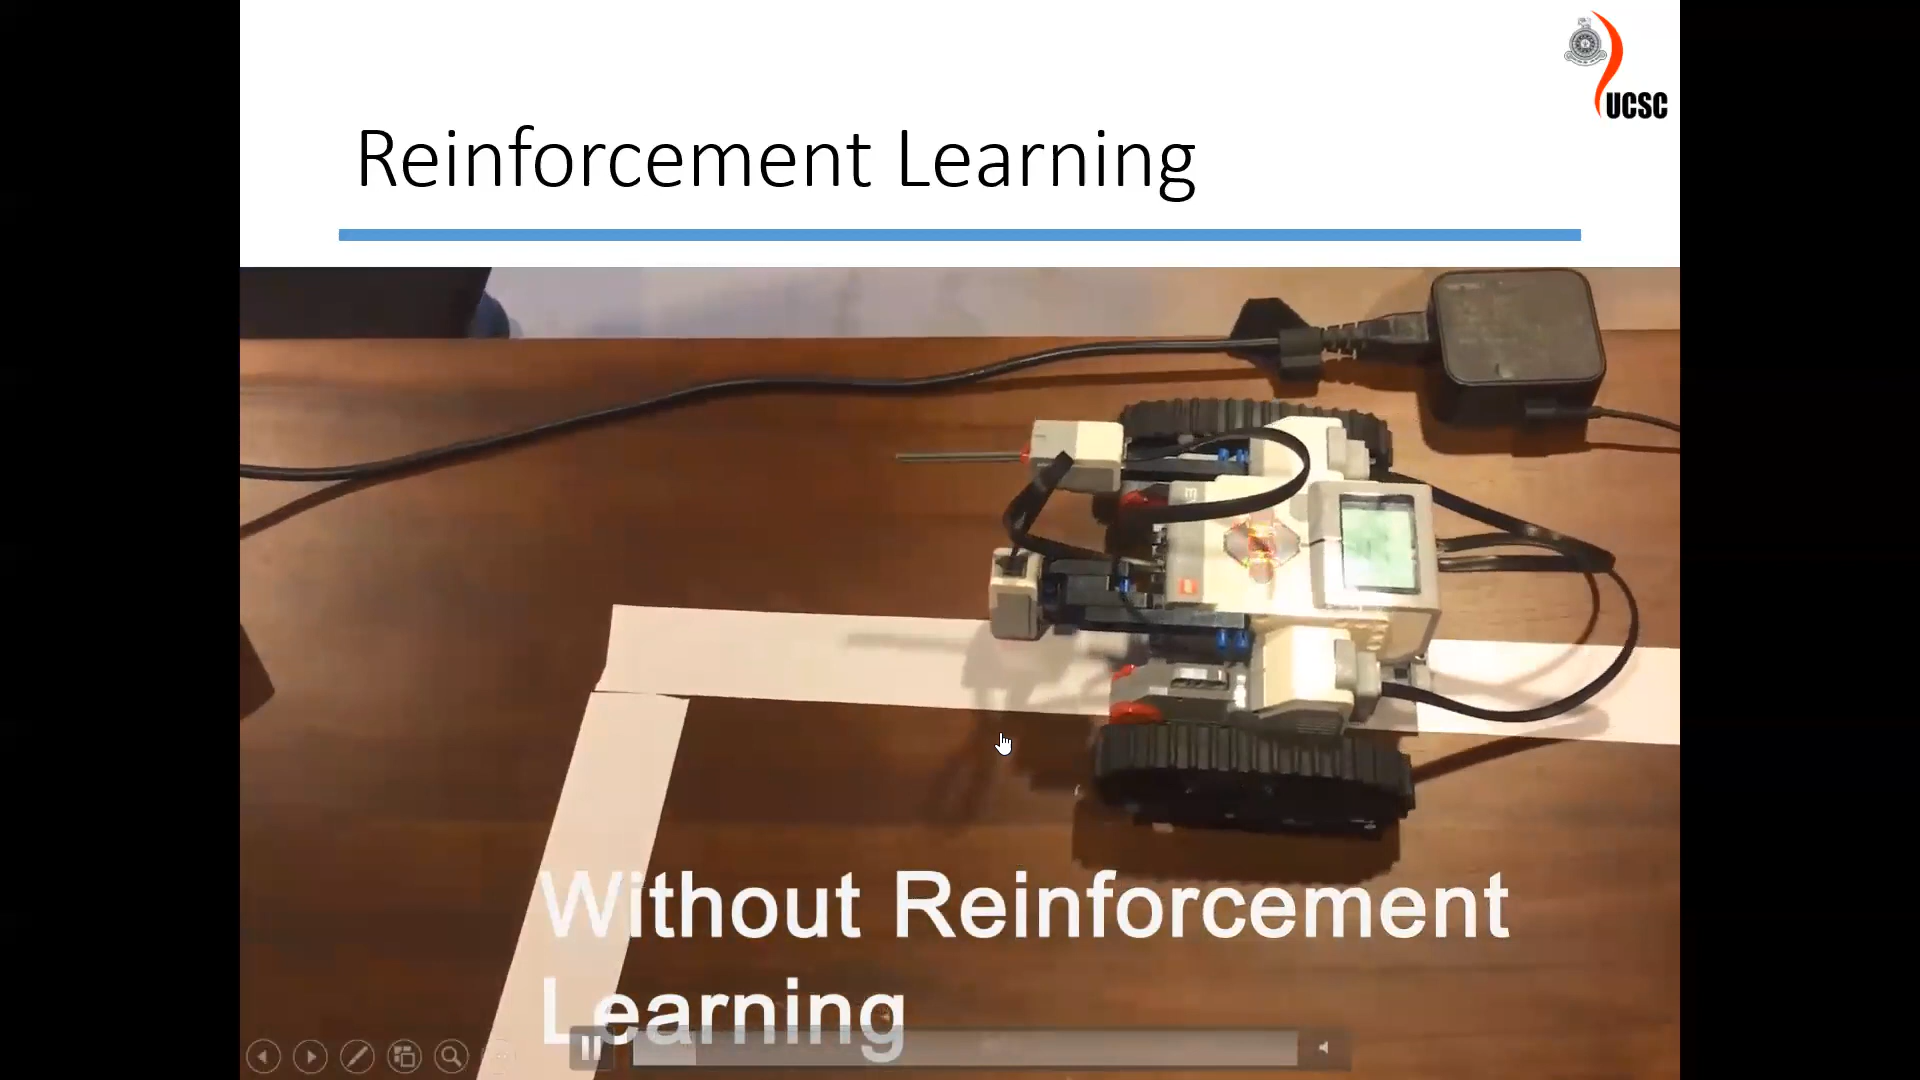 UCSC
Reinforcement Learning
Without Reinforcement
Learning